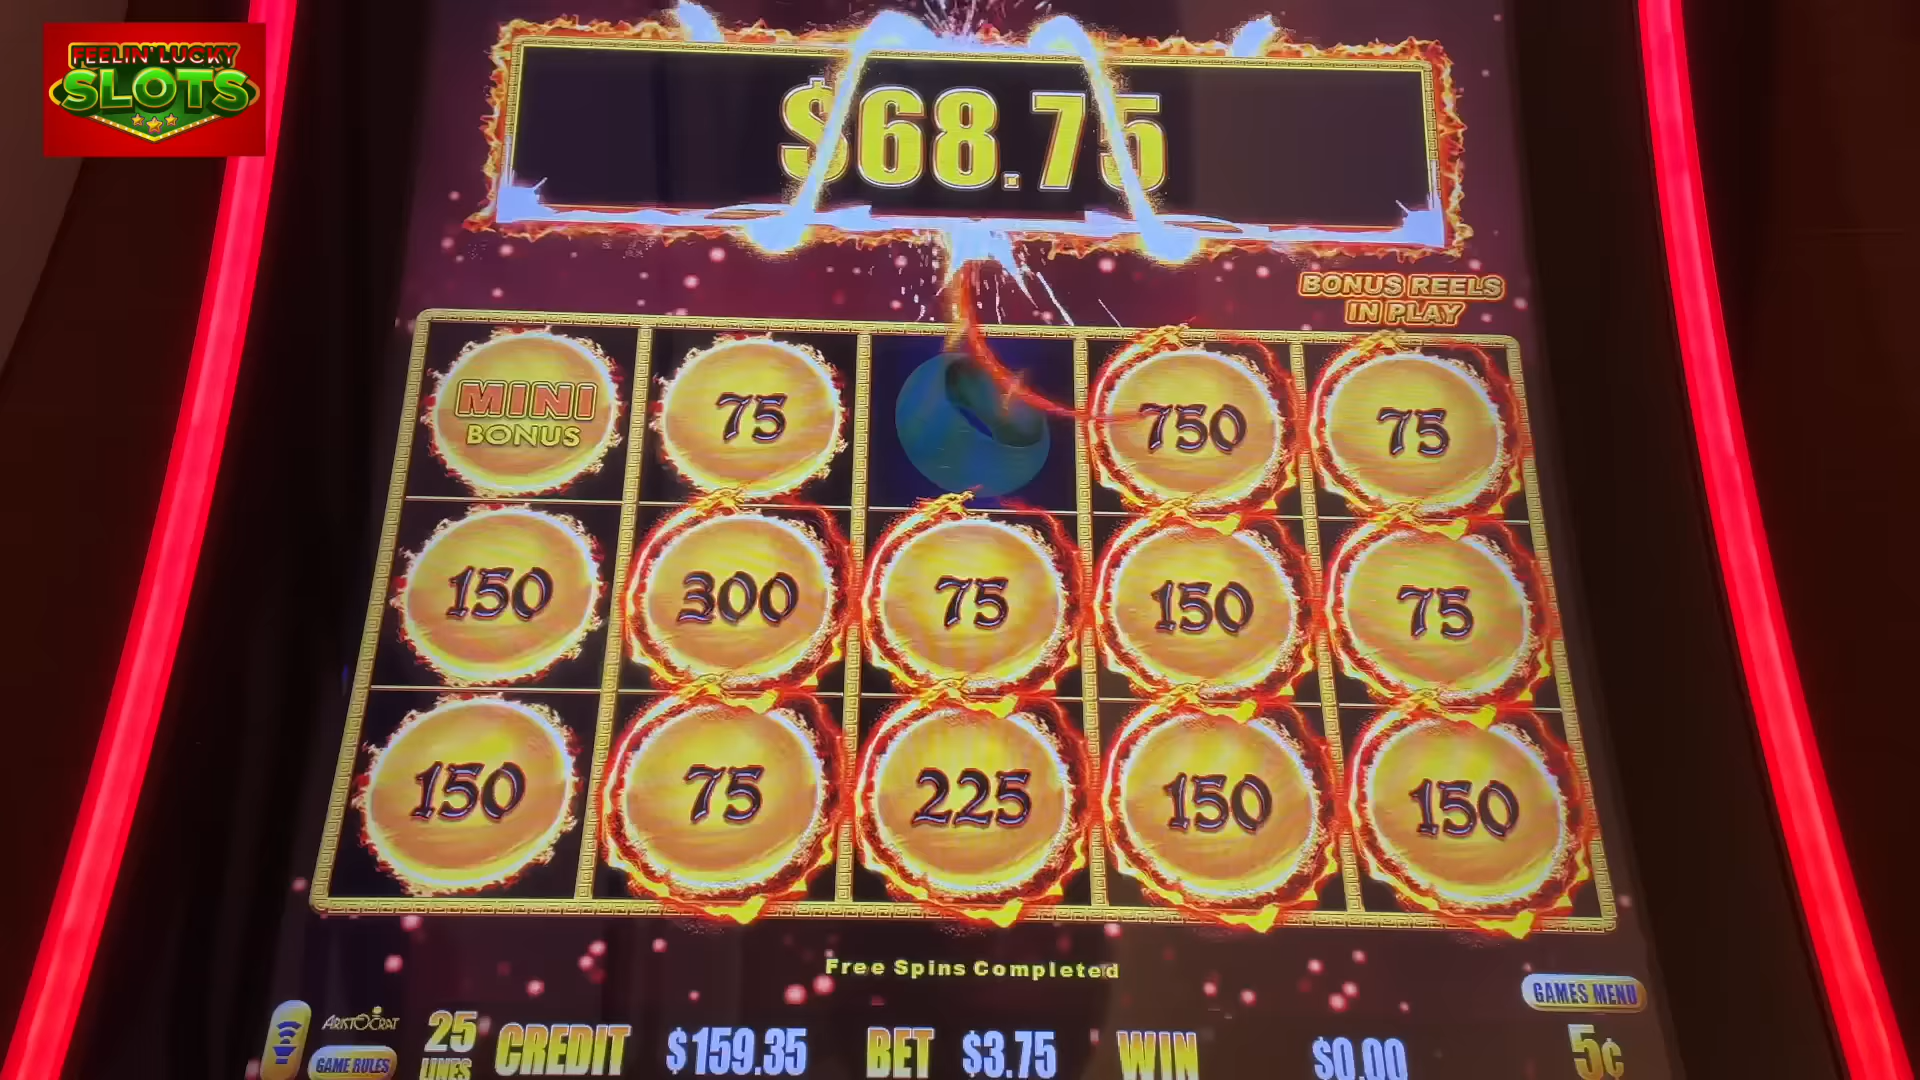 FEELIN' LUCKY
SLOTS
$68.75
BONUS REELS
IN PLAY
MINI
BONUS
75
750
75
150
300
75
150
75
150
75
225
150
150
Free Spins Completed
GAMES MENU
ARISTOCRAT
GAME RULES
25
LINES
CREDIT $159.35 BET $3.75 WIN $0.00 5¢